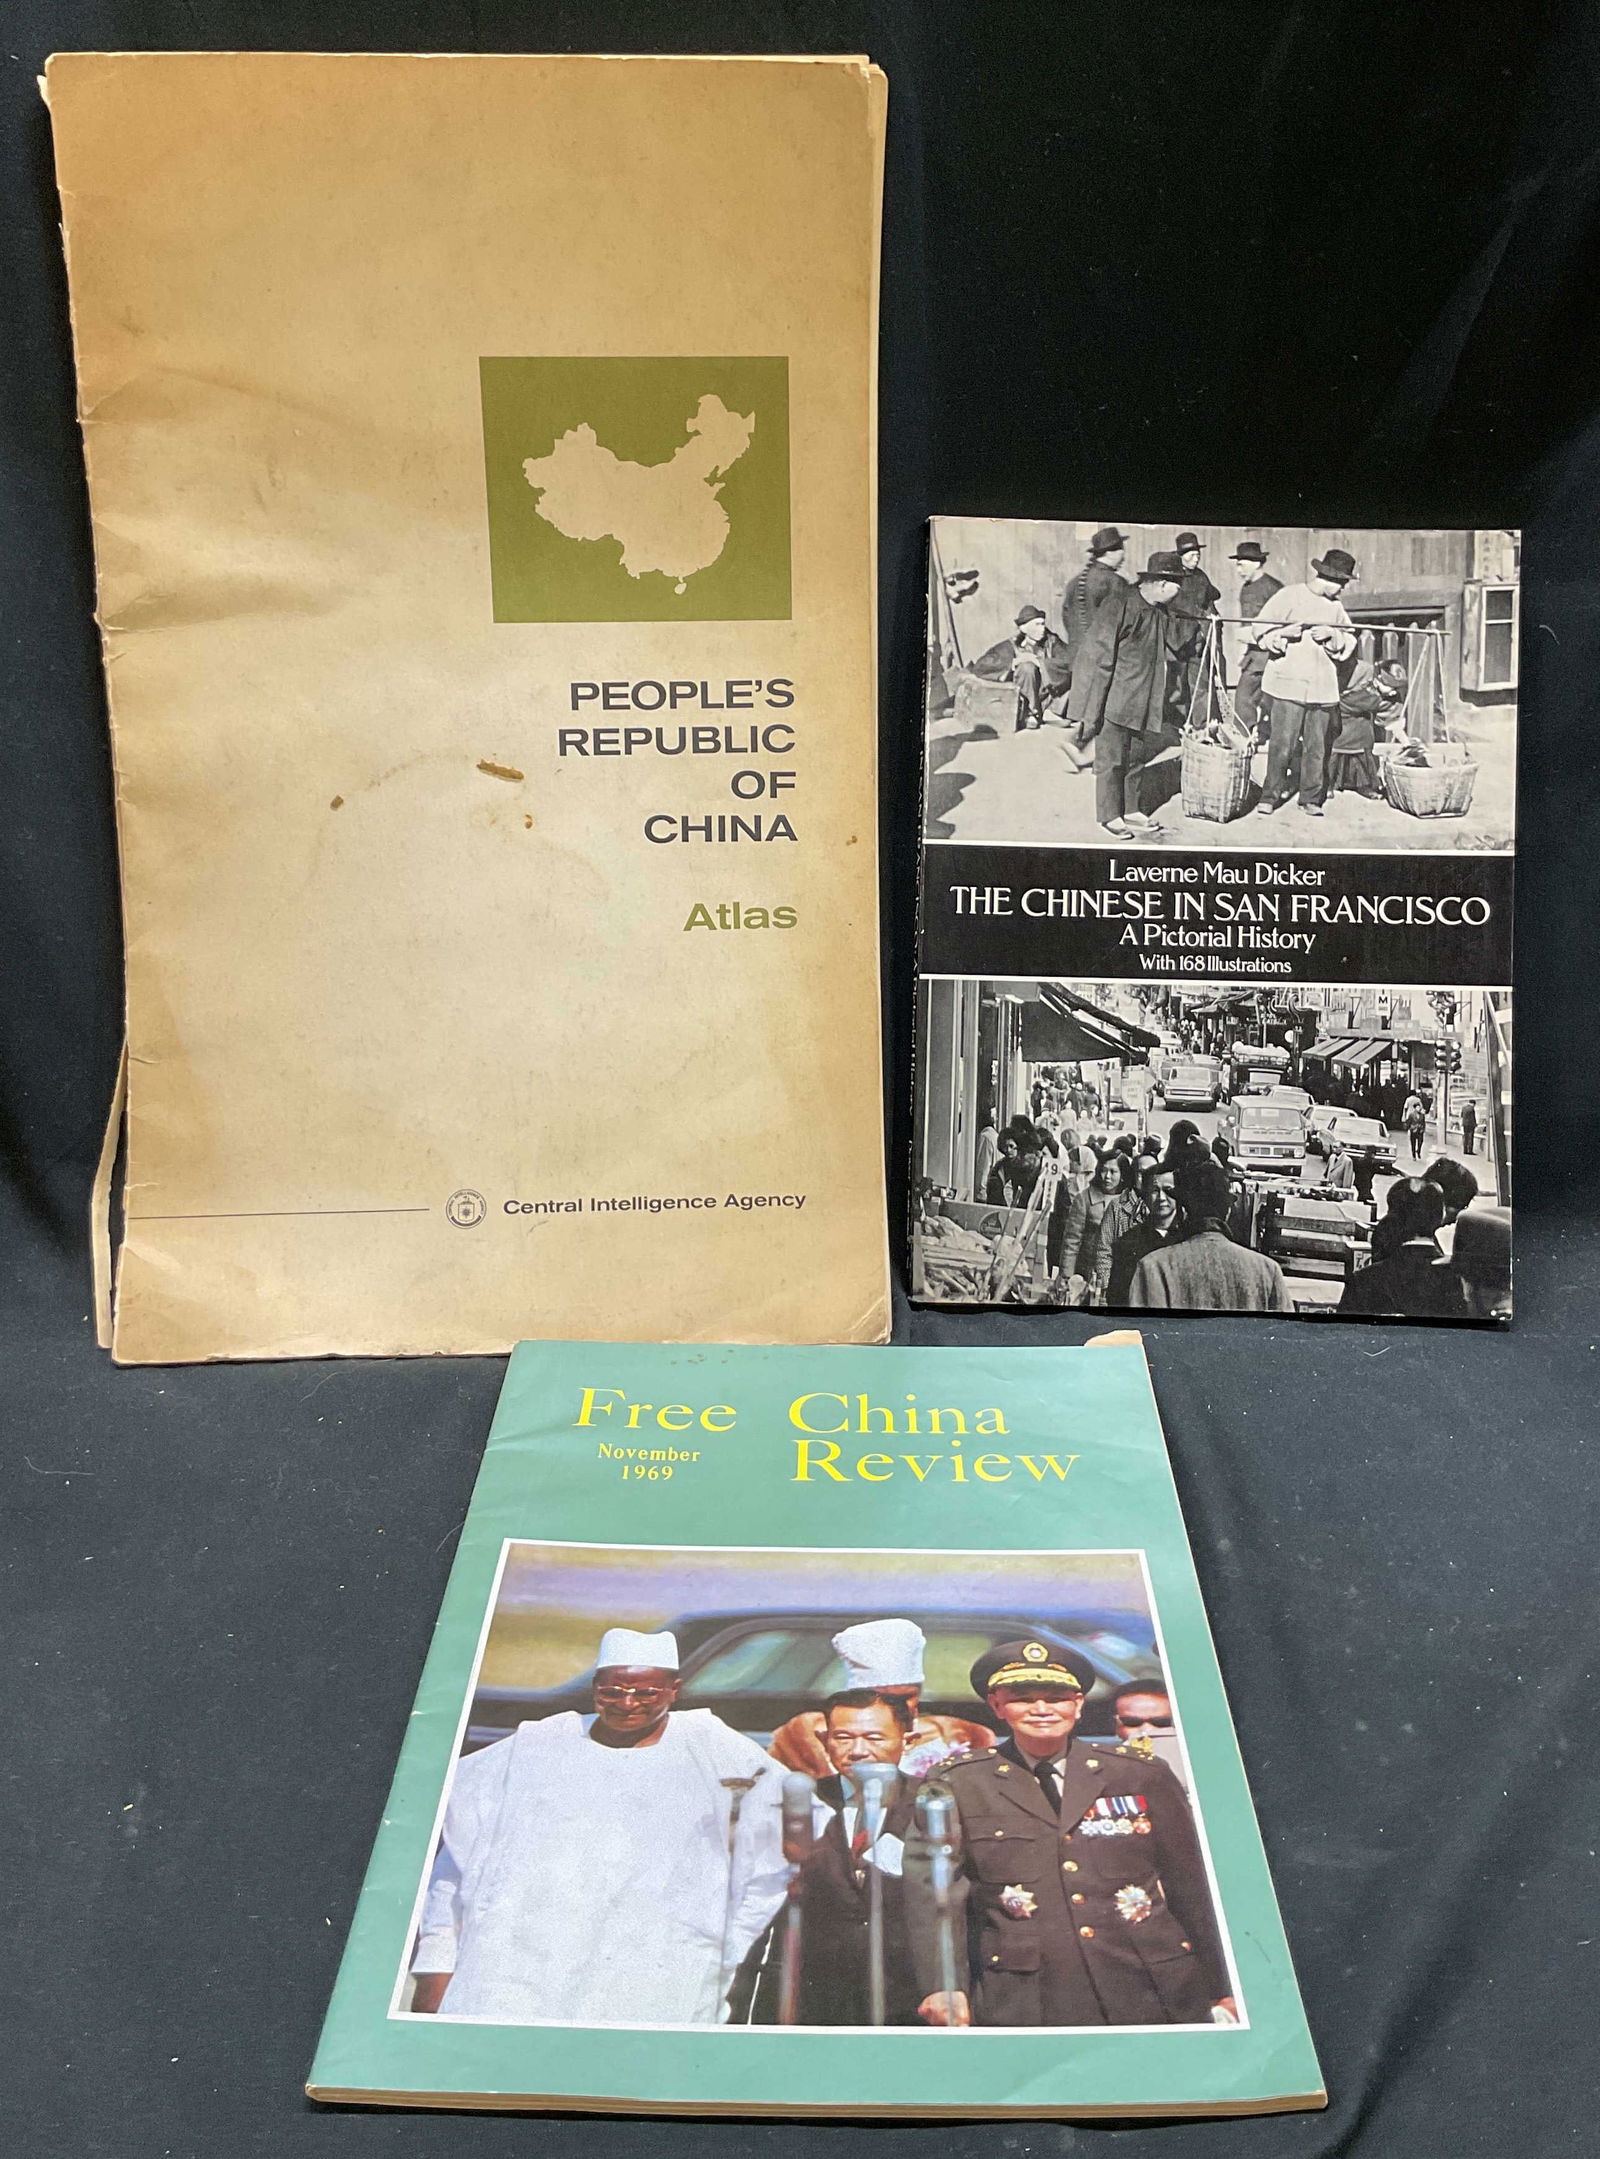 PEOPLE'S
REPUBLIC
OF
CHINA
Atlas
Central Intelligence Agency
Laverne Mau Dicker
THE CHINESE IN SAN FRANCISCO
A Pictorial History
With 168 Illustrations
Free China
Review
November
1969